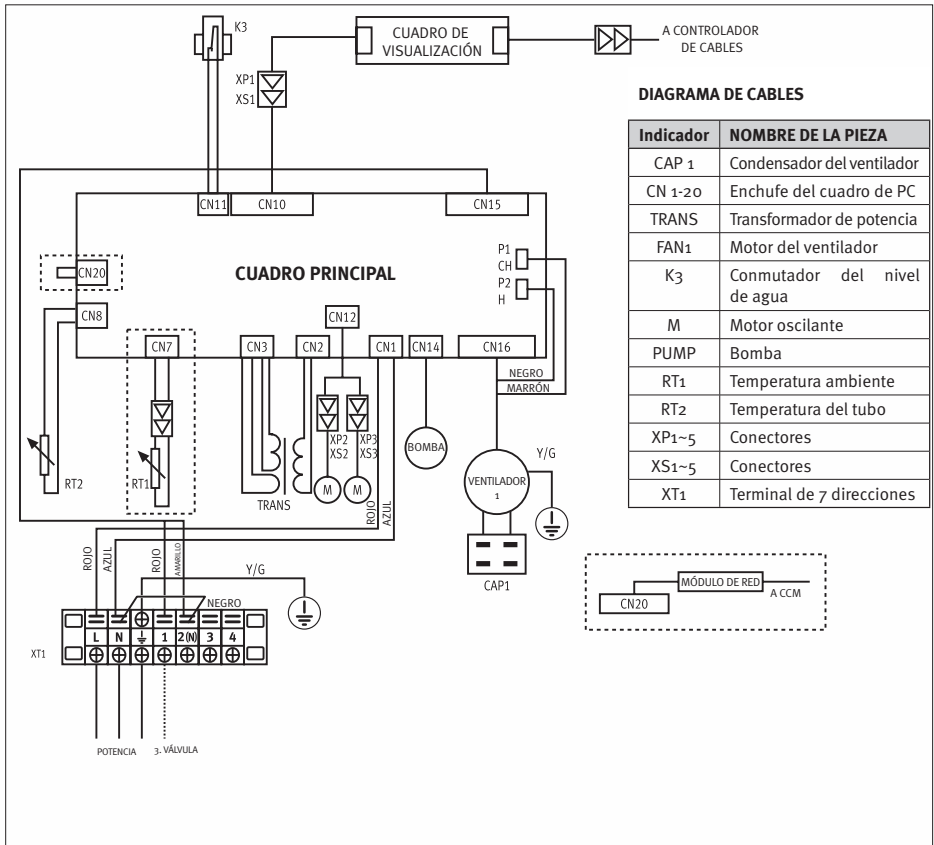 K3
CUADRO DE
VISUALIZACIÓN
A CONTROLADOR
DE CABLES
XP1
XS1
DIAGRAMA DE CABLES
Indicador NOMBRE DE LA PIEZA
CAP 1 Condensador del ventilador
CN 1-20 Enchufe del cuadro de PC
TRANS Transformador de potencia
FAN1 Motor del ventilador
K3 Conmutador del nivel
de agua
M Motor oscilante
PUMP Bomba
RT1 Temperatura ambiente
RT2 Temperatura del tubo
XP1~5 Conectores
XS1~5 Conectores
XT1 Terminal de 7 direcciones
CN11 CN10 CN15
P1
CH
P2
H
CN20
CUADRO PRINCIPAL
CN8
CN12
CN7 CN3 CN2 CN1 CN14 CN16
NEGRO
MARRÓN
XP2
XS2
XP3
XS3
BOMBA
Y/G
VENTILADOR
1
RT2
RT1
TRANS
M M
ROJO
AZUL
CAP1
ROJO
AZUL
ROJO
AMARILLO
Y/G
NEGRO
MÓDULO DE RED
A CCM
CN20
L N 1 2(N) 3 4
XT1
POTENCIA
3- VÁLVULA